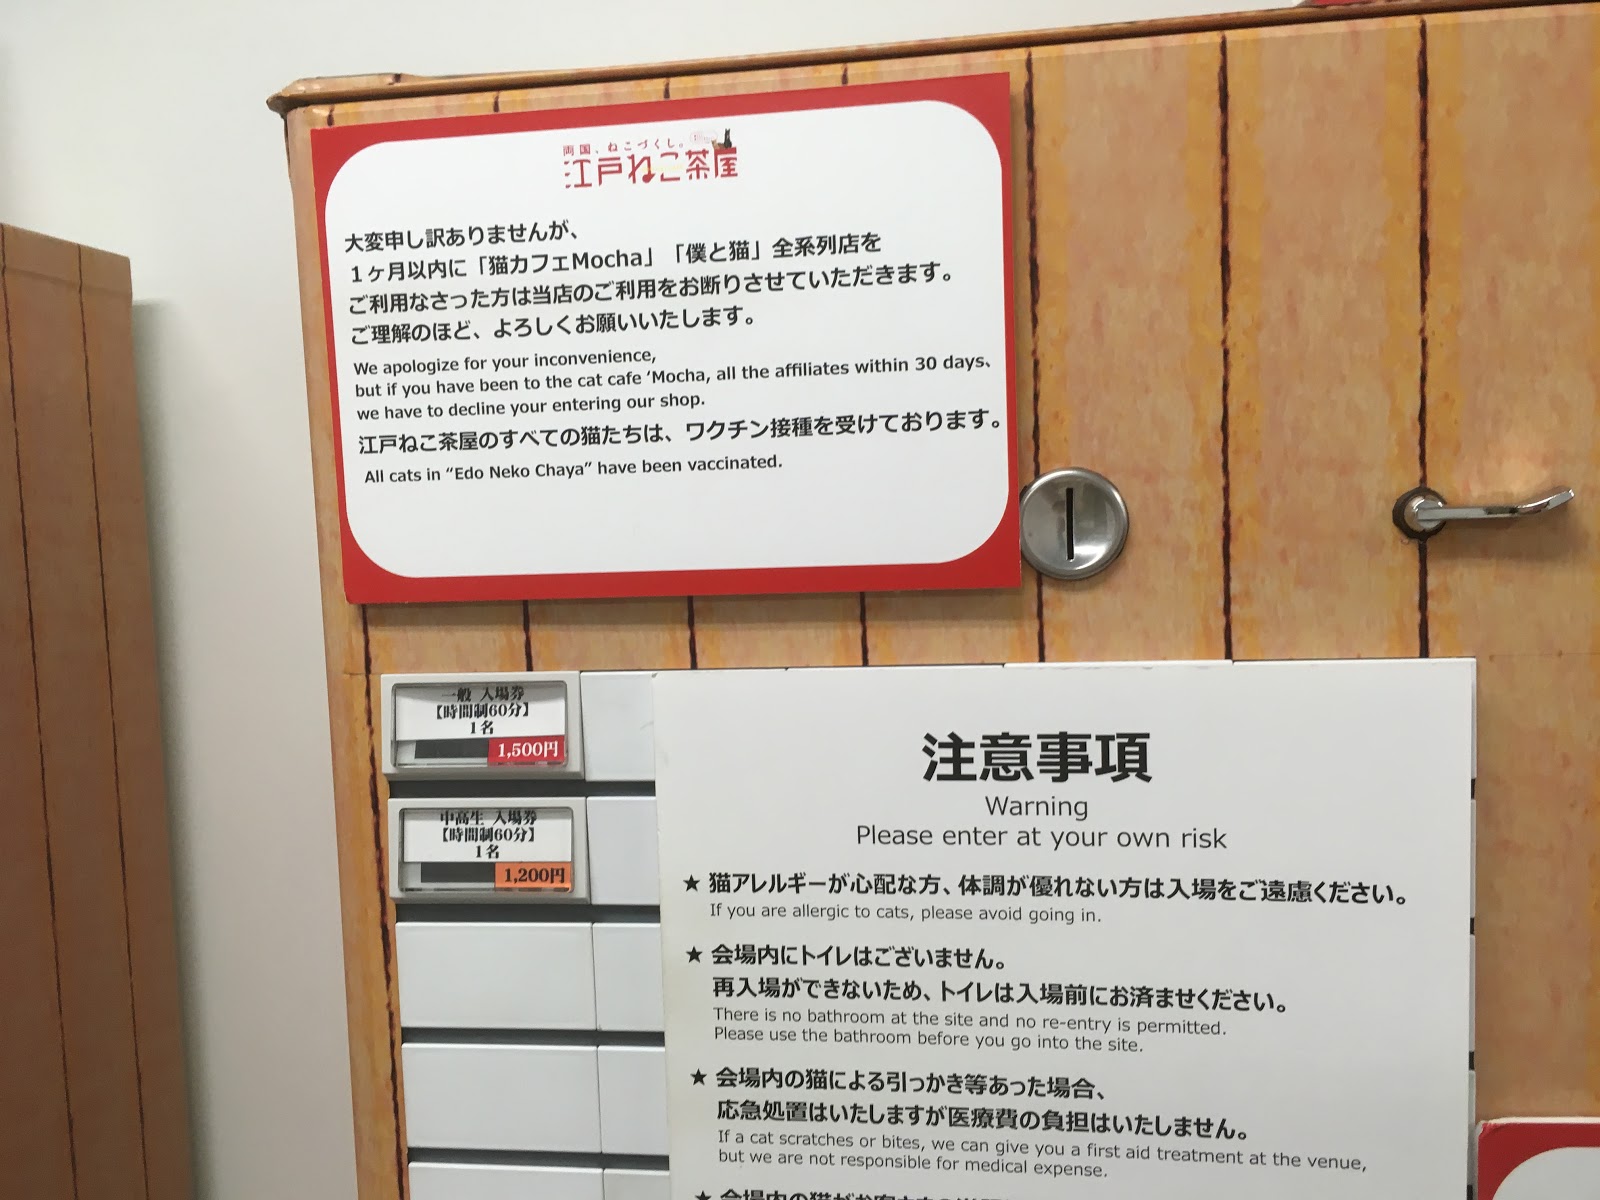 両国、ねこづくし。
江戸ねこ茶屋
大変申し訳ありませんが、
1ヶ月以内に「猫カフェMocha」「僕と猫」全系列店を
ご利用なさった方は当店のご利用をお断りさせていただきます。
ご理解のほど、よろしくお願いいたします。
We apologize for your inconvenience,
but if you have been to the cat cafe ‘Mocha, all the affiliates within 30 days、
we have to decline your entering our shop.
江戸ねこ茶屋のすべての猫たちは、ワクチン接種を受けております。
All cats in “Edo Neko Chaya” have been vaccinated.
一般 入場券
【時間制60分】
1名
1,500円
中高生 入場券
【時間制60分】
1名
1,200円
注意事項
Warning
Please enter at your own risk
★ 猫アレルギーが心配な方、体調が優れない方は入場をご遠慮ください。
If you are allergic to cats, please avoid going in.
★ 会場内にトイレはございません。
再入場ができないため、トイレは入場前にお済ませください。
There is no bathroom at the site and no re-entry is permitted.
Please use the bathroom before you go into the site.
★ 会場内の猫による引っかき等あった場合、
応急処置はいたしますが医療費の負担はいたしません。
If a cat scratches or bites, we can give you a first aid treatment at the venue,
but we are not responsible for medical expense.
★ 会場内の猫がお客さまの